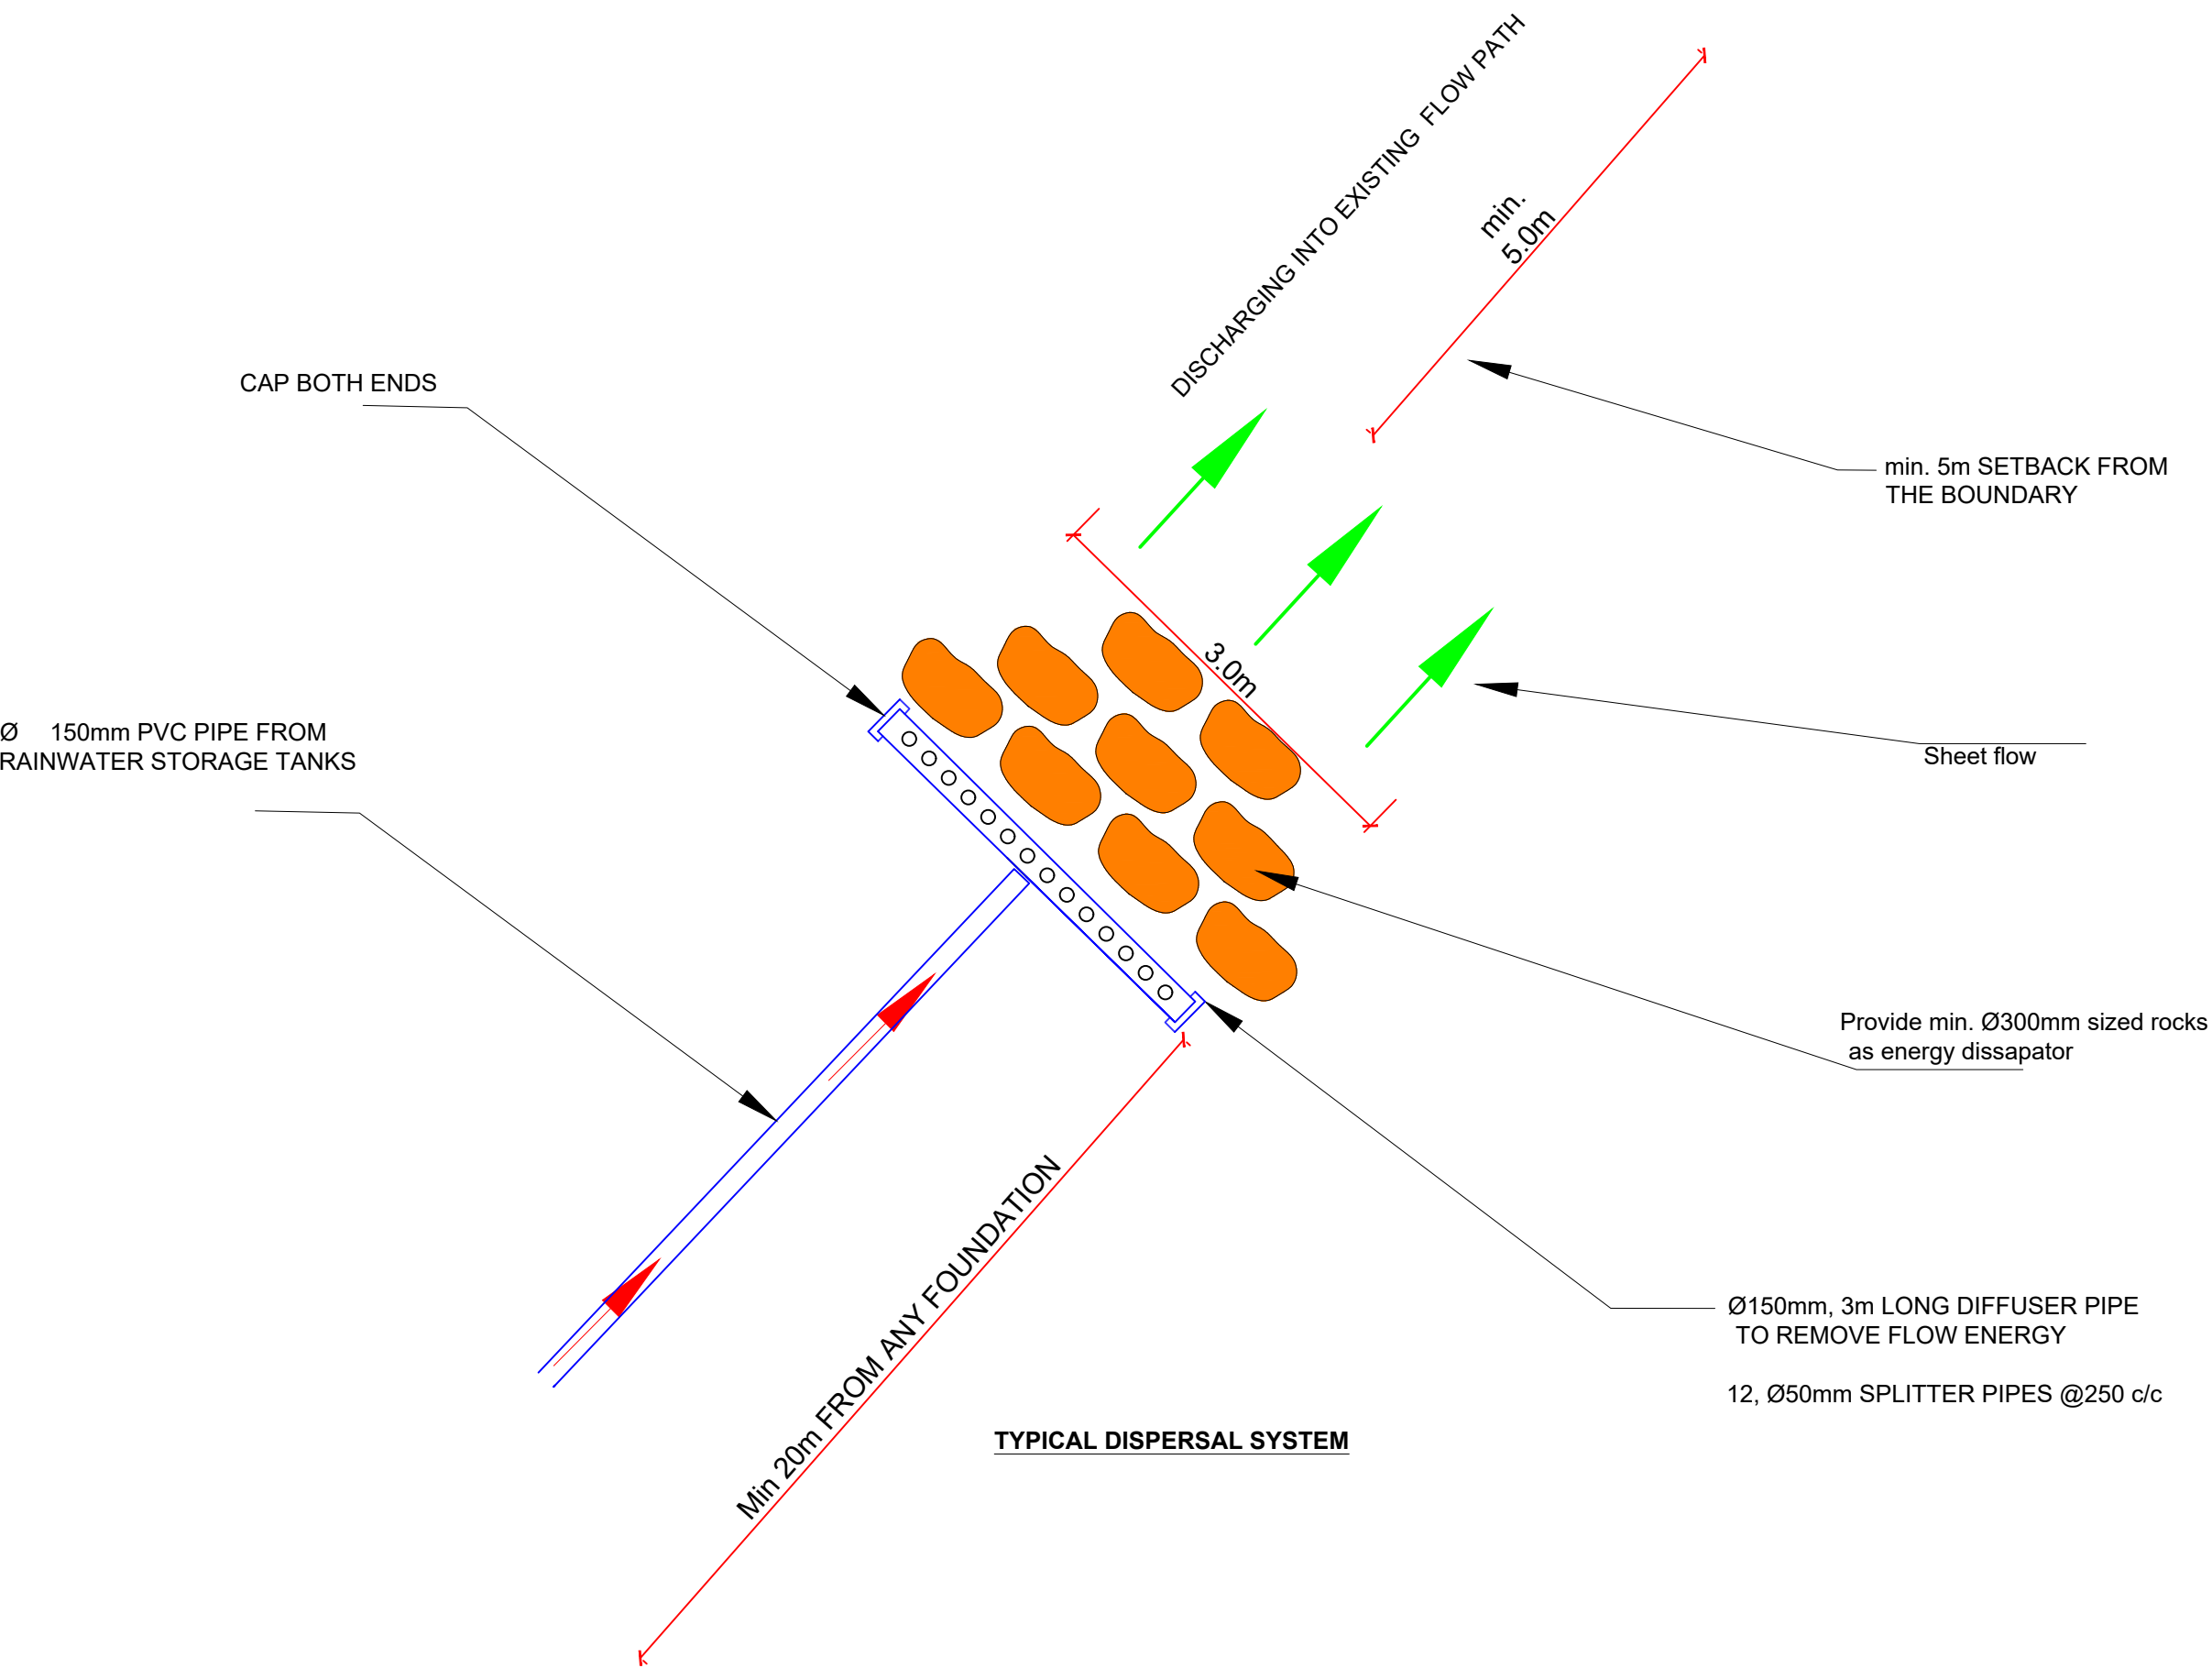 DISCHARGING INTO EXISTING FLOW PATH
min.
5.0m
CAP BOTH ENDS
min. 5m SETBACK FROM
THE BOUNDARY
3.0m
Ø 150mm PVC PIPE FROM
RAINWATER STORAGE TANKS
Sheet flow
Provide min. Ø300mm sized rocks
as energy dissapator
Min 20m FROM ANY FOUNDATION
Ø150mm, 3m LONG DIFFUSER PIPE
TO REMOVE FLOW ENERGY
12, Ø50mm SPLITTER PIPES @250 c/c
TYPICAL DISPERSAL SYSTEM